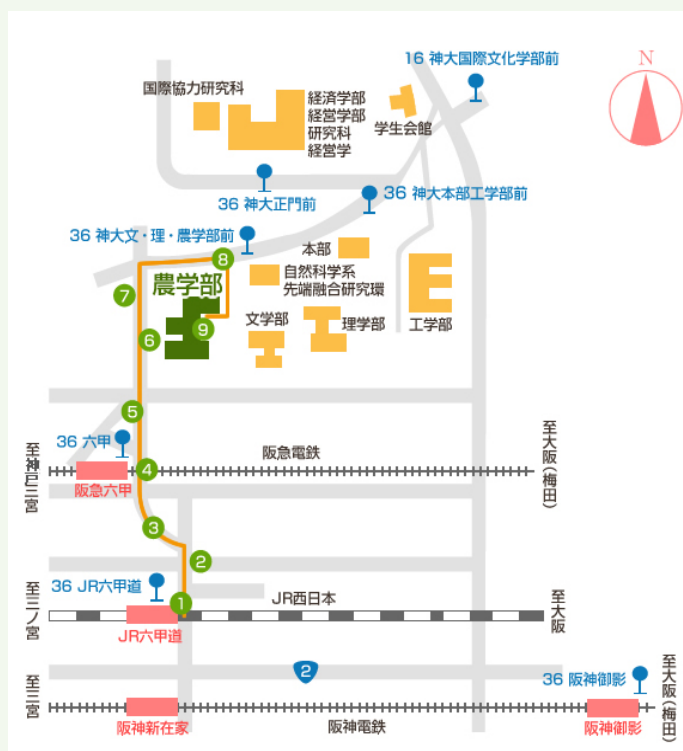 16 神大国際文化学部前
N
国際協力研究科
経済学部
経営学部
研究科
経営学
学生会館
36 神大正門前
36 神大本部工学部前
36 神大文・理・農学部前
本部
8
農学部
自然科学系
先端融合研究環
7
9
6
文学部
理学部
工学部
5
36 六甲
阪急電鉄
至大阪(梅田)
4
阪急六甲
3
2
36 JR六甲道
1
JR西日本
至三ノ宮
至大阪
JR六甲道
2
36 阪神御影
至三宮
至大阪(梅田)
阪神新在家
阪神電鉄
阪神御影